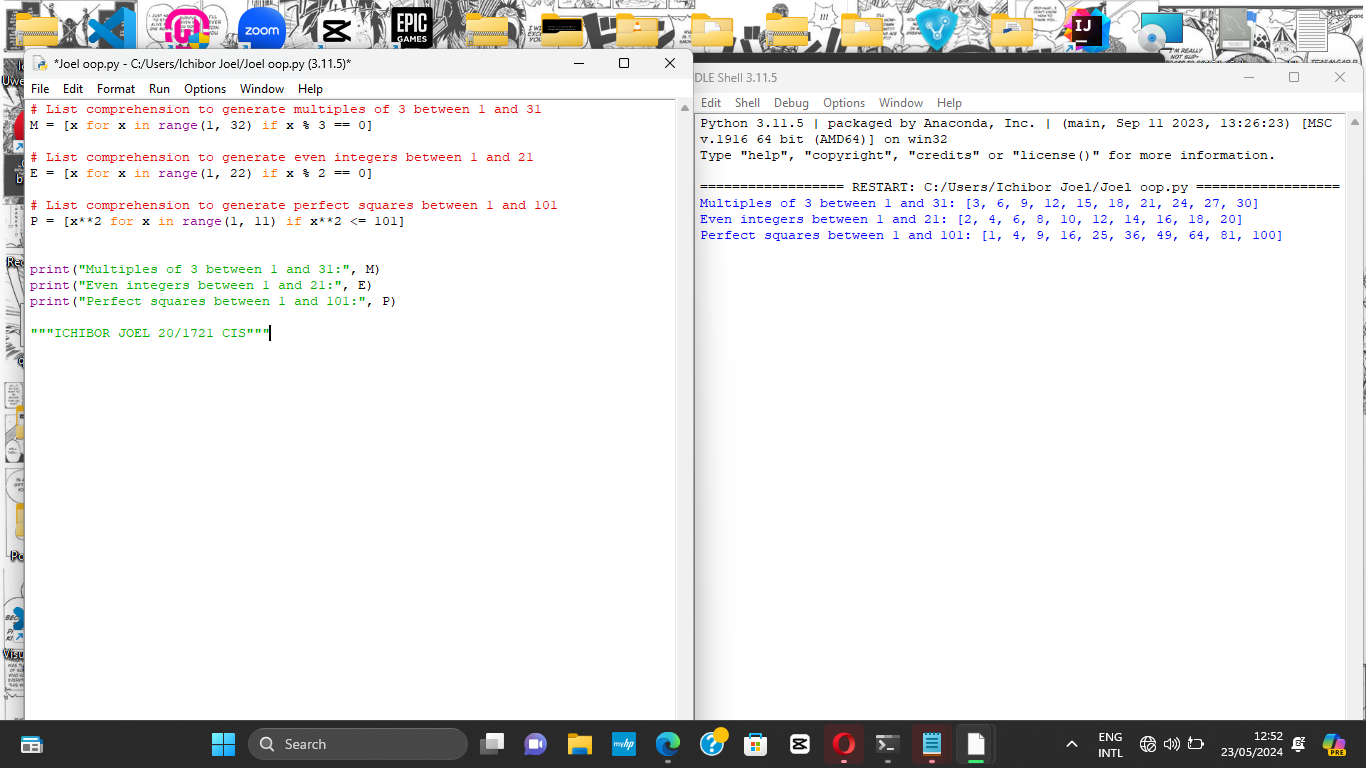 zoom
EPIC
GAMES
*Joel oop.py - C:/Users/Ichibor Joel/Joel oop.py (3.11.5)*
File Edit Format Run Options Window Help
# List comprehension to generate multiples of 3 between 1 and 31
M = [x for x in range(1, 32) if x % 3 == 0]
# List comprehension to generate even integers between 1 and 21
E = [x for x in range(1, 22) if x % 2 == 0]
# List comprehension to generate perfect squares between 1 and 101
P = [x**2 for x in range(1, 11) if x**2 <= 101]
print("Multiples of 3 between 1 and 31:", M)
print("Even integers between 1 and 21:", E)
print("Perfect squares between 1 and 101:", P)
"""ICHIBOR JOEL 20/1721 CIS"""
DLE Shell 3.11.5
Edit Shell Debug Options Window Help
Python 3.11.5 | packaged by Anaconda, Inc. | (main, Sep 11 2023, 13:26:23) [MSC
v.1916 64 bit (AMD64)] on win32
Type "help", "copyright", "credits" or "license()" for more information.
================== RESTART: C:/Users/Ichibor Joel/Joel oop.py ==================
Multiples of 3 between 1 and 31: [3, 6, 9, 12, 15, 18, 21, 24, 27, 30]
Even integers between 1 and 21: [2, 4, 6, 8, 10, 12, 14, 16, 18, 20]
Perfect squares between 1 and 101: [1, 4, 9, 16, 25, 36, 49, 64, 81, 100]
Search
myhp
ENG
INTL
12:52
23/05/2024
PRE